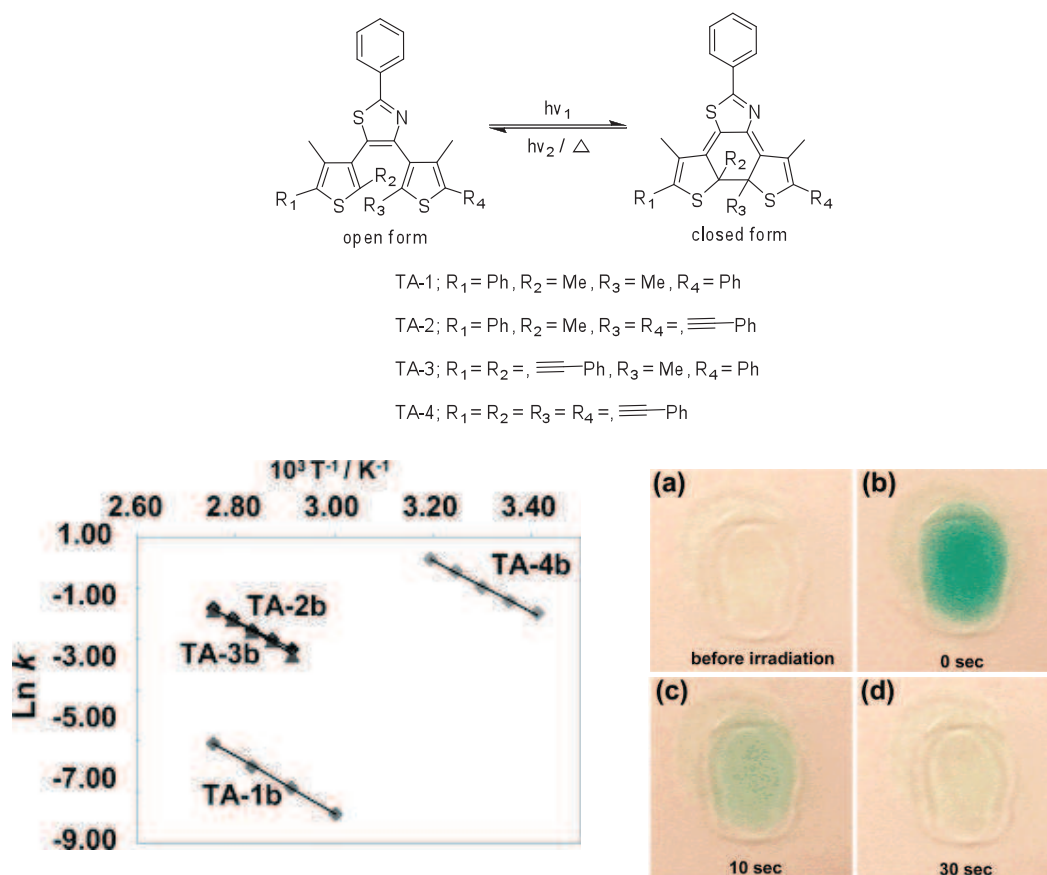 S
N
R₂
R₁
S
R₃
S
R₄
open form
hν₁
hν₂ / △
S
N
R₂
R₁
S
R₃
S
R₄
closed form
TA-1; R₁ = Ph, R₂ = Me, R₃ = Me, R₄ = Ph
TA-2; R₁ = Ph, R₂ = Me, R₃ = R₄ =, ≡—Ph
TA-3; R₁ = R₂ =, ≡—Ph, R₃ = Me, R₄ = Ph
TA-4; R₁ = R₂ = R₃ = R₄ =, ≡—Ph
10³ T⁻¹ / K⁻¹
2.60 2.80 3.00 3.20 3.40
1.00
-1.00
-3.00
-5.00
-7.00
-9.00
Ln k
TA-4b
TA-2b
TA-3b
TA-1b
(a)
before irradiation
(b)
0 sec
(c)
10 sec
(d)
30 sec